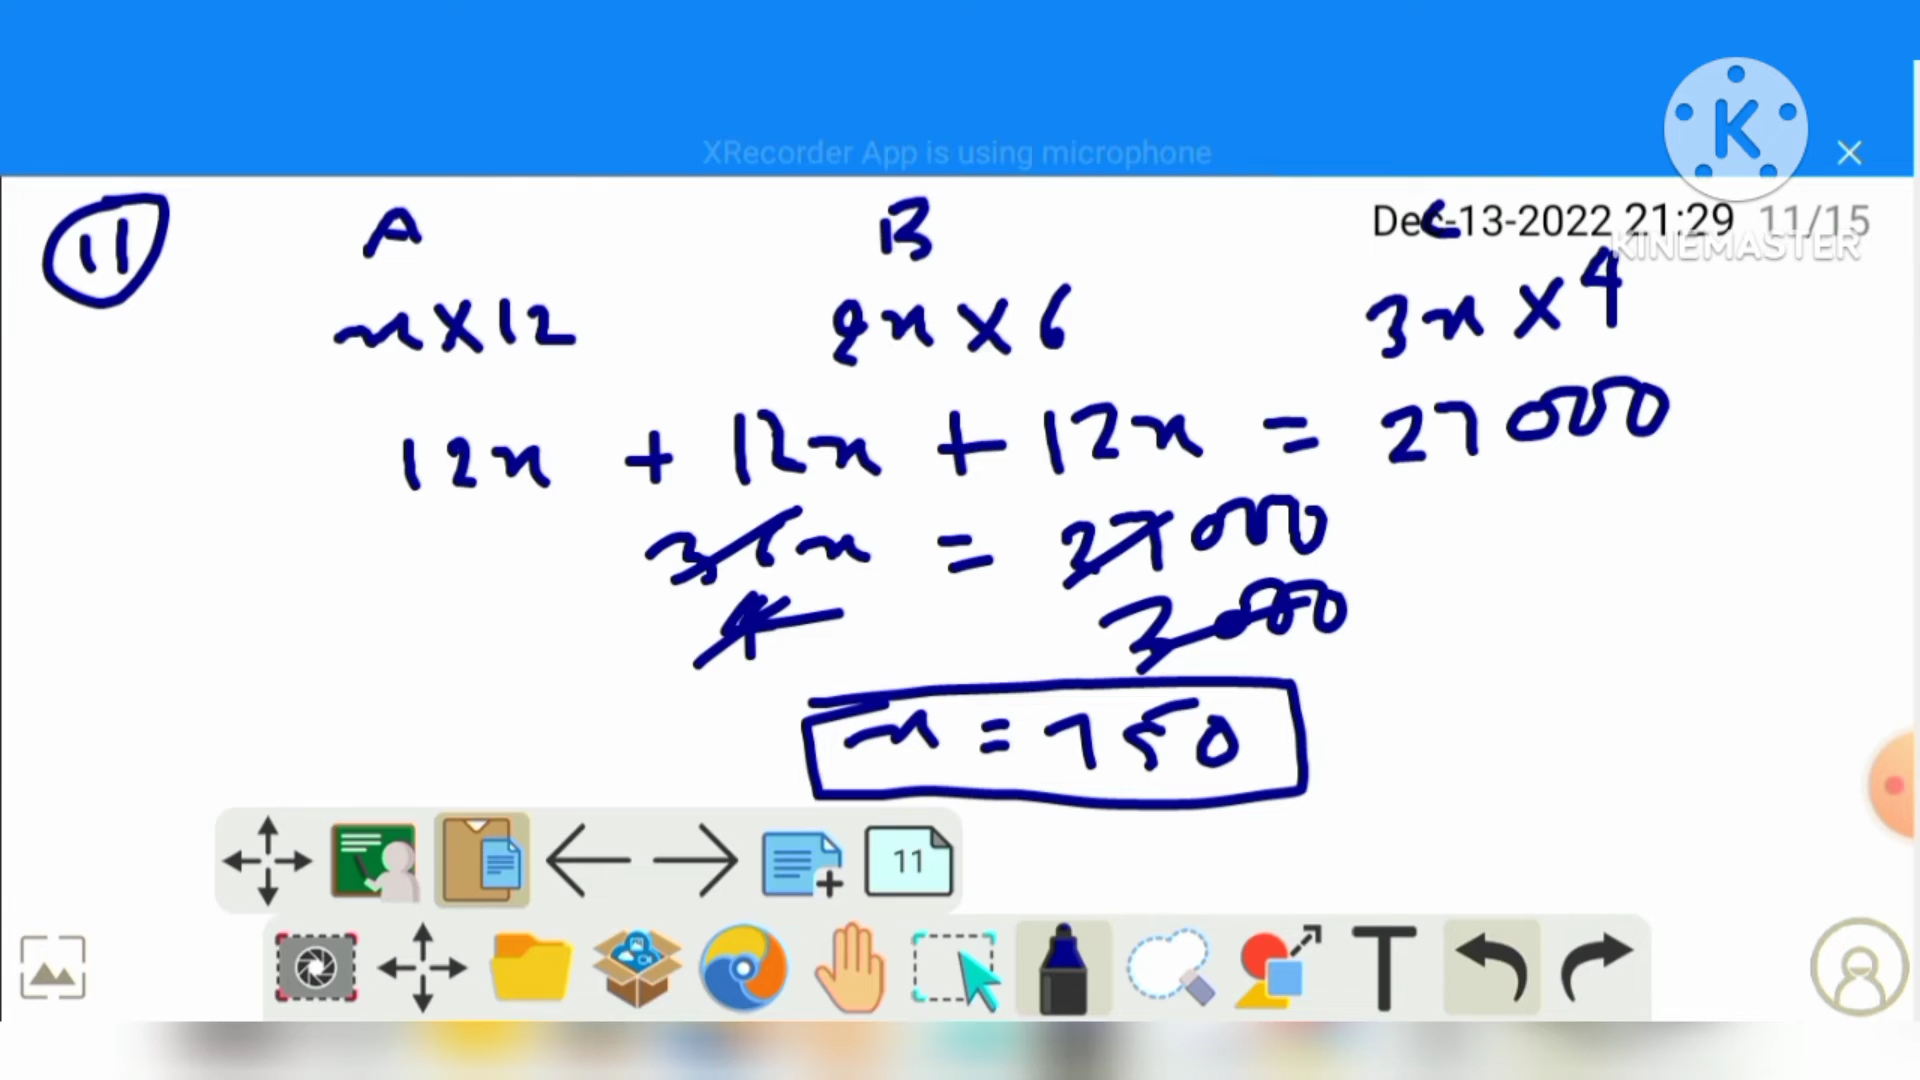 XRecorder App is using microphone
K
Dec-13-2022 21:29 11/15
KINEMASTER
11 A B C
x×12 2x×6 3x×4
12x + 12x + 12x = 27000
36x = 27000
4 3000
x = 750
11
T